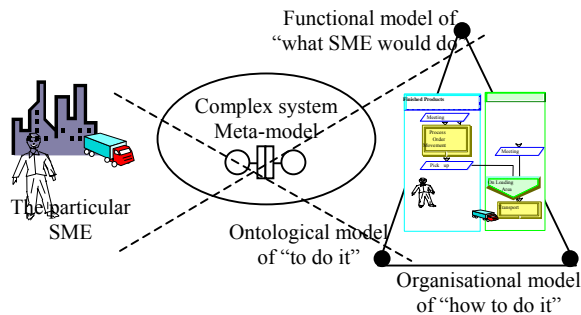 Functional model of
“what SME would do
Complex system
Meta-model
Finished Products
Meeting
Process
Order
Movement
Pick up
Meeting
On Loading
Area
Transport
The particular
SME
Ontological model
of “to do it"
Organisational model
of “how to do it”